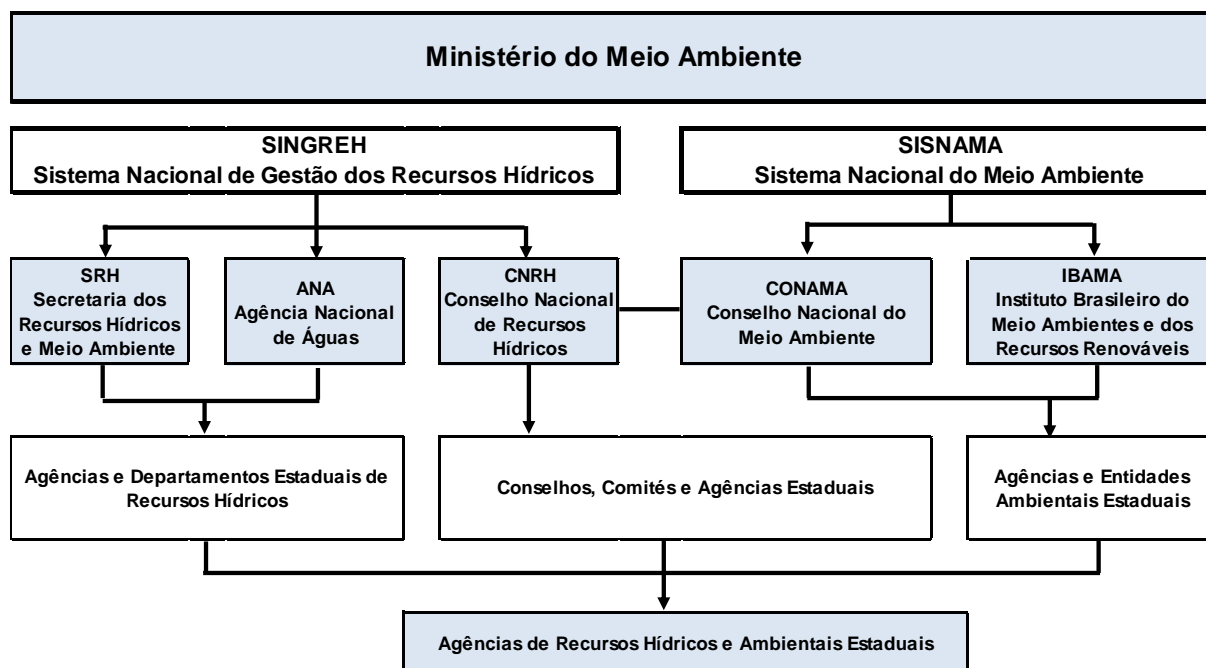 Ministério do Meio Ambiente
SINGREH
Sistema Nacional de Gestão dos Recursos Hídricos
SISNAMA
Sistema Nacional do Meio Ambiente
SRH
Secretaria dos
Recursos Hídricos
e Meio Ambiente
ANA
Agência Nacional
de Águas
CNRH
Conselho Nacional
de Recursos
Hídricos
CONAMA
Conselho Nacional do
Meio Ambiente
IBAMA
Instituto Brasileiro do
Meio Ambientes e dos
Recursos Renováveis
Agências e Departamentos Estaduais de
Recursos Hídricos
Conselhos, Comités e Agências Estaduais
Agências e Entidades
Ambientais Estaduais
Agências de Recursos Hídricos e Ambientais Estaduais